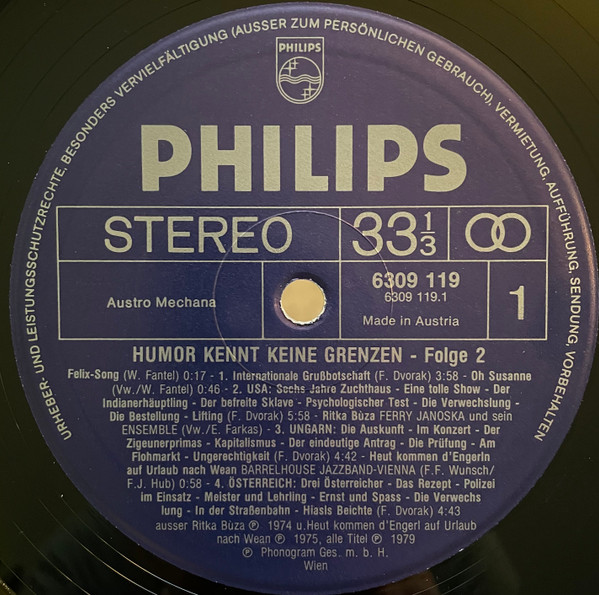 URHEBER- UND LEISTUNGSSCHUTZRECHTE, BESONDERS VERVIELFÄLTIGUNG (AUSSER ZUM PERSÖNLICHEN GEBRAUCH), VERMIETUNG, AUFFÜHRUNG, SENDUNG, VORBEHALTEN
PHILIPS
PHILIPS
STEREO 33 1/3
Austro Mechana
6309 119
6309 119.1
Made in Austria
1
HUMOR KENNT KEINE GRENZEN - Folge 2
Felix-Song (W. Fantel) 0:17 - 1. Internationale Grußbotschaft (F. Dvorak) 3:58 - Oh Susanne
(Vw./W. Fantel) 0:46 - 2. USA: Sechs Jahre Zuchthaus - Eine tolle Show - Der
Indianerhäuptling - Der befreite Sklave - Psychologischer Test - Die Verwechslung -
Die Bestellung - Lifting (F. Dvorak) 5:58 - Ritka Bùza FERRY JANOSKA und sein
ENSEMBLE (Vw./E. Farkas) - 3. UNGARN: Die Auskunft - Im Konzert - Der
Zigeunerprimas - Kapitalismus - Der eindeutige Antrag - Die Prüfung - Am
Flohmarkt - Ungerechtigkeit (F. Dvorak) 4:42 - Heut kommen d'Engerln
auf Urlaub nach Wean BARRELHOUSE JAZZBAND-VIENNA (F.F. Wunsch/
F.J. Hub) 0:58 - 4. ÖSTERREICH: Drei Österreicher - Das Rezept - Polizei
im Einsatz - Meister und Lehrling - Ernst und Spass - Die Verwechs
lung - In der Straßenbahn - Hiasls Beichte (F. Dvorak) 4:43
ausser Ritka Bùza ℗ 1974 u.Heut kommen d'Engerl auf Urlaub
nach Wean ℗ 1975, alle Titel ℗ 1979
℗ Phonogram Ges. m. b. H.
Wien